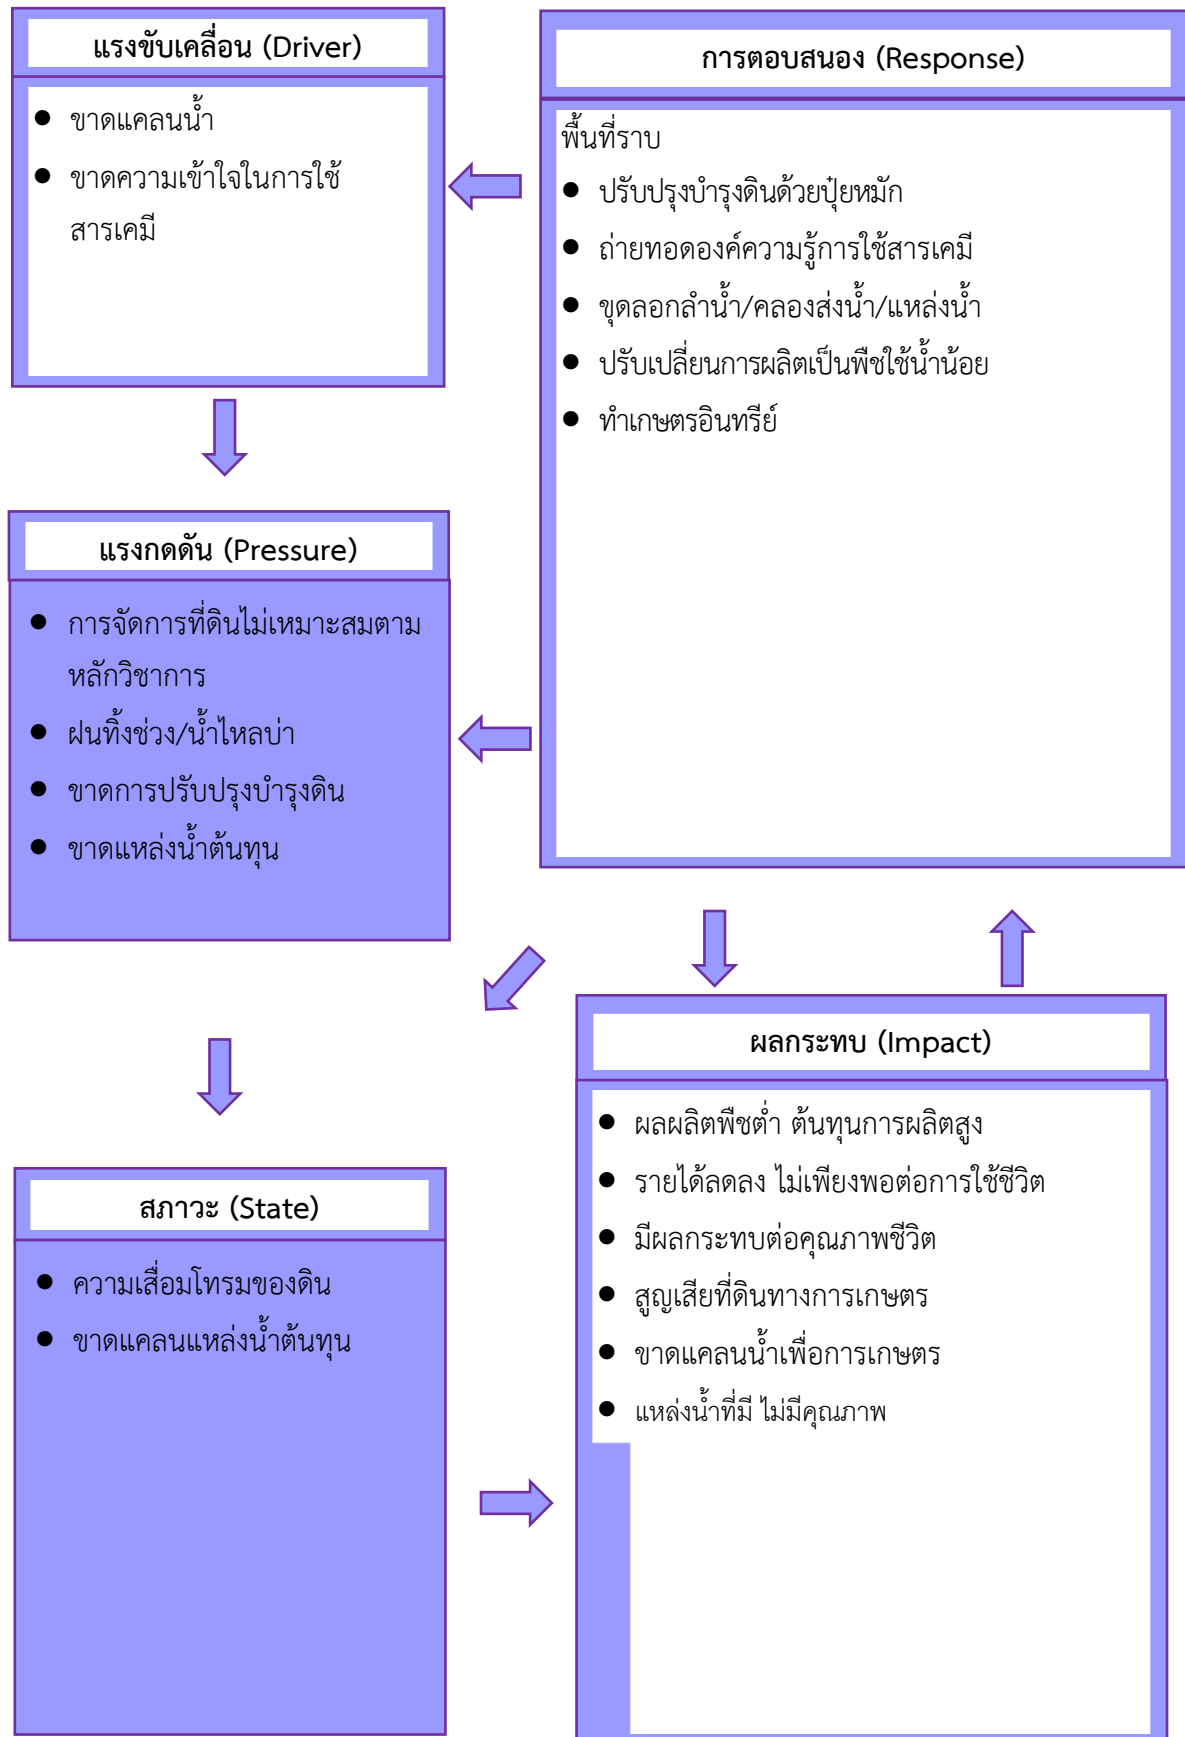 แรงขับเคลื่อน (Driver)
● ขาดแคลนน้ำ
● ขาดความเข้าใจในการใช้
สารเคมี
การตอบสนอง (Response)
พื้นที่ราบ
● ปรับปรุงบำรุงดินด้วยปุ๋ยหมัก
● ถ่ายทอดองค์ความรู้การใช้สารเคมี
● ขุดลอกลำน้ำ/คลองส่งน้ำ/แหล่งน้ำ
● ปรับเปลี่ยนการผลิตเป็นพืชใช้น้ำน้อย
● ทำเกษตรอินทรีย์
แรงกดดัน (Pressure)
● การจัดการที่ดินไม่เหมาะสมตาม
หลักวิชาการ
● ฝนทิ้งช่วง/น้ำไหลบ่า
● ขาดการปรับปรุงบำรุงดิน
● ขาดแหล่งน้ำต้นทุน
ผลกระทบ (Impact)
● ผลผลิตพืชต่ำ ต้นทุนการผลิตสูง
● รายได้ลดลง ไม่เพียงพอต่อการใช้ชีวิต
● มีผลกระทบต่อคุณภาพชีวิต
● สูญเสียที่ดินทางการเกษตร
● ขาดแคลนน้ำเพื่อการเกษตร
● แหล่งน้ำที่มี ไม่มีคุณภาพ
สภาวะ (State)
● ความเสื่อมโทรมของดิน
● ขาดแคลนแหล่งน้ำต้นทุน